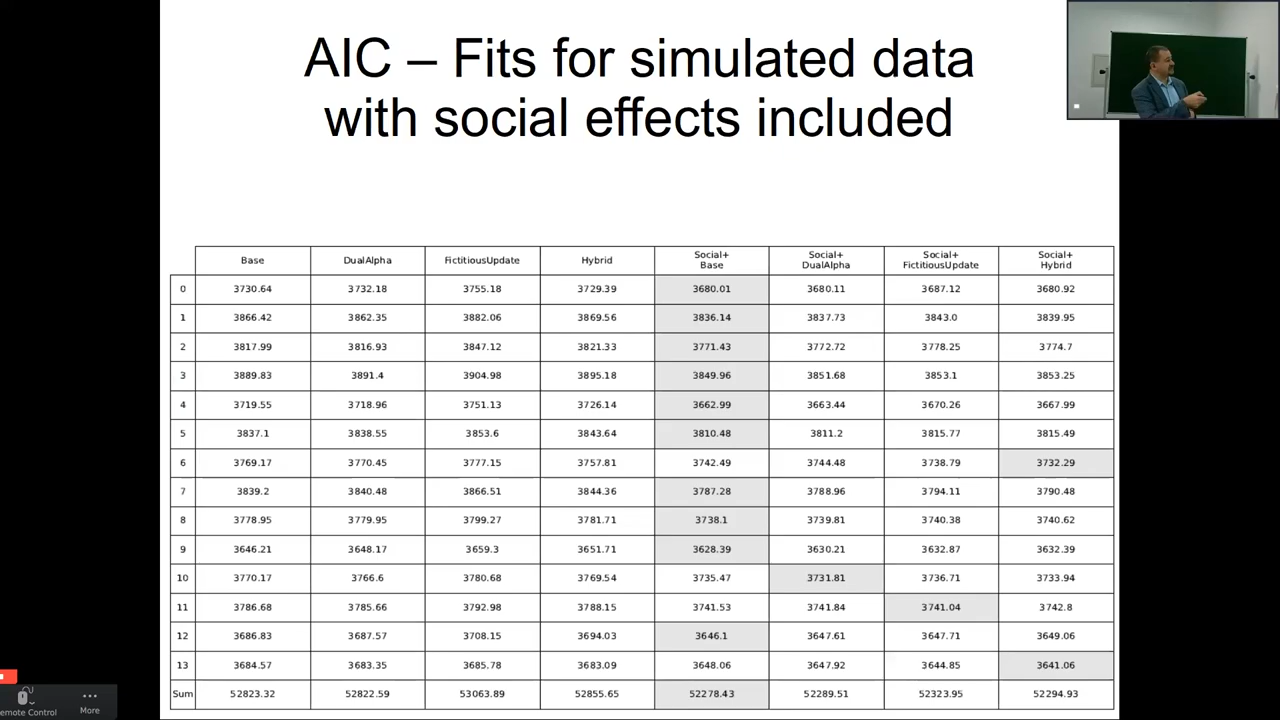 AIC – Fits for simulated data
with social effects included
Base DualAlpha FictitiousUpdate Hybrid Social+ Base Social+ DualAlpha Social+ FictitiousUpdate Social+ Hybrid
0 3730.64 3732.18 3755.18 3729.39 3680.01 3680.11 3687.12 3680.92
1 3866.42 3862.35 3882.06 3869.56 3836.14 3837.73 3843.0 3839.95
2 3817.99 3816.93 3847.12 3821.33 3771.43 3772.72 3778.25 3774.7
3 3889.83 3891.4 3904.98 3895.18 3849.96 3851.68 3853.1 3853.25
4 3719.55 3718.96 3751.13 3726.14 3662.99 3663.44 3670.26 3667.99
5 3837.1 3838.55 3853.6 3843.64 3810.48 3811.2 3815.77 3815.49
6 3769.17 3770.45 3777.15 3757.81 3742.49 3744.48 3738.79 3732.29
7 3839.2 3840.48 3866.51 3844.36 3787.28 3788.96 3794.11 3790.48
8 3778.95 3779.95 3799.27 3781.71 3738.1 3739.81 3740.38 3740.62
9 3646.21 3648.17 3659.3 3651.71 3628.39 3630.21 3632.87 3632.39
10 3770.17 3766.6 3780.68 3769.54 3735.47 3731.81 3736.71 3733.94
11 3786.68 3785.66 3792.98 3788.15 3741.53 3741.84 3741.04 3742.8
12 3686.83 3687.57 3708.15 3694.03 3646.1 3647.61 3647.71 3649.06
13 3684.57 3683.35 3685.78 3683.09 3648.06 3647.92 3644.85 3641.06
Sum 52823.32 52822.59 53063.89 52855.65 52278.43 52289.51 52323.95 52294.93
emote Control More